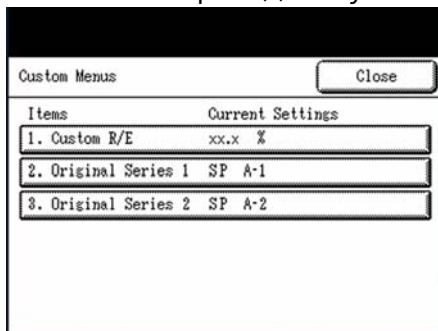 Custom Menus Close
Items Current Settings
1. Custom R/E xx.x %
2. Original Series 1 SP A-1
3. Original Series 2 SP A-2